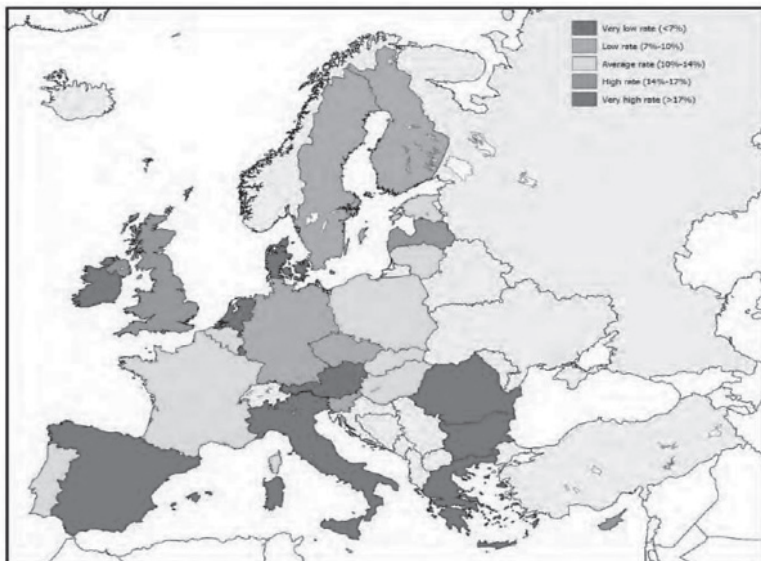 Very low rate (<7%)
Low rate (7%-10%)
Average rate (10%-14%)
High rate (14%-17%)
Very high rate (>17%)